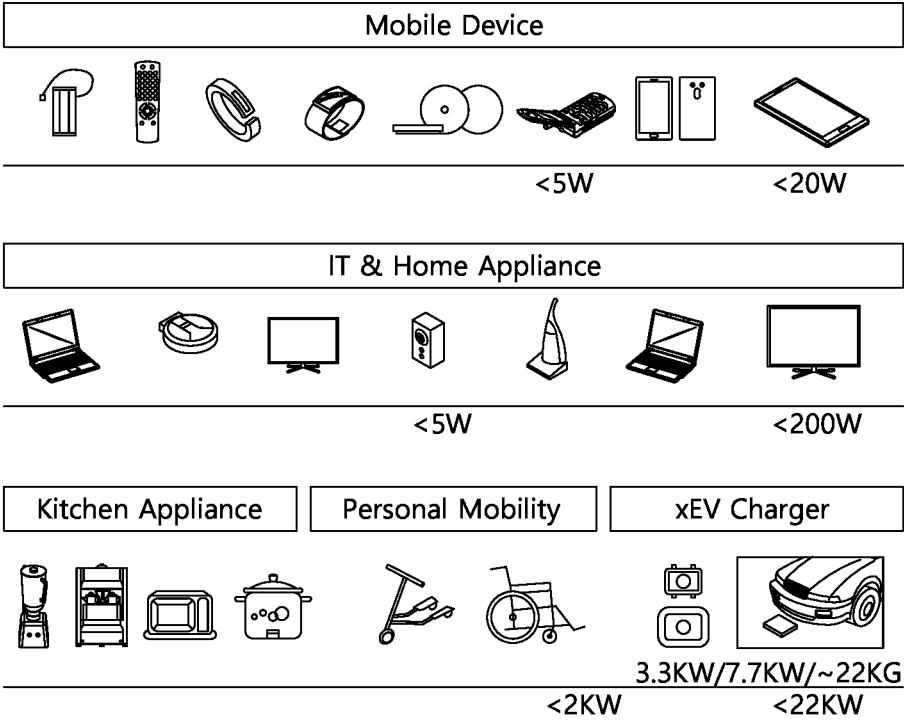 Mobile Device
<5W <20W
IT & Home Appliance
<5W <200W
Kitchen Appliance Personal Mobility xEV Charger
3.3KW/7.7KW/~22KG
<2KW <22KW